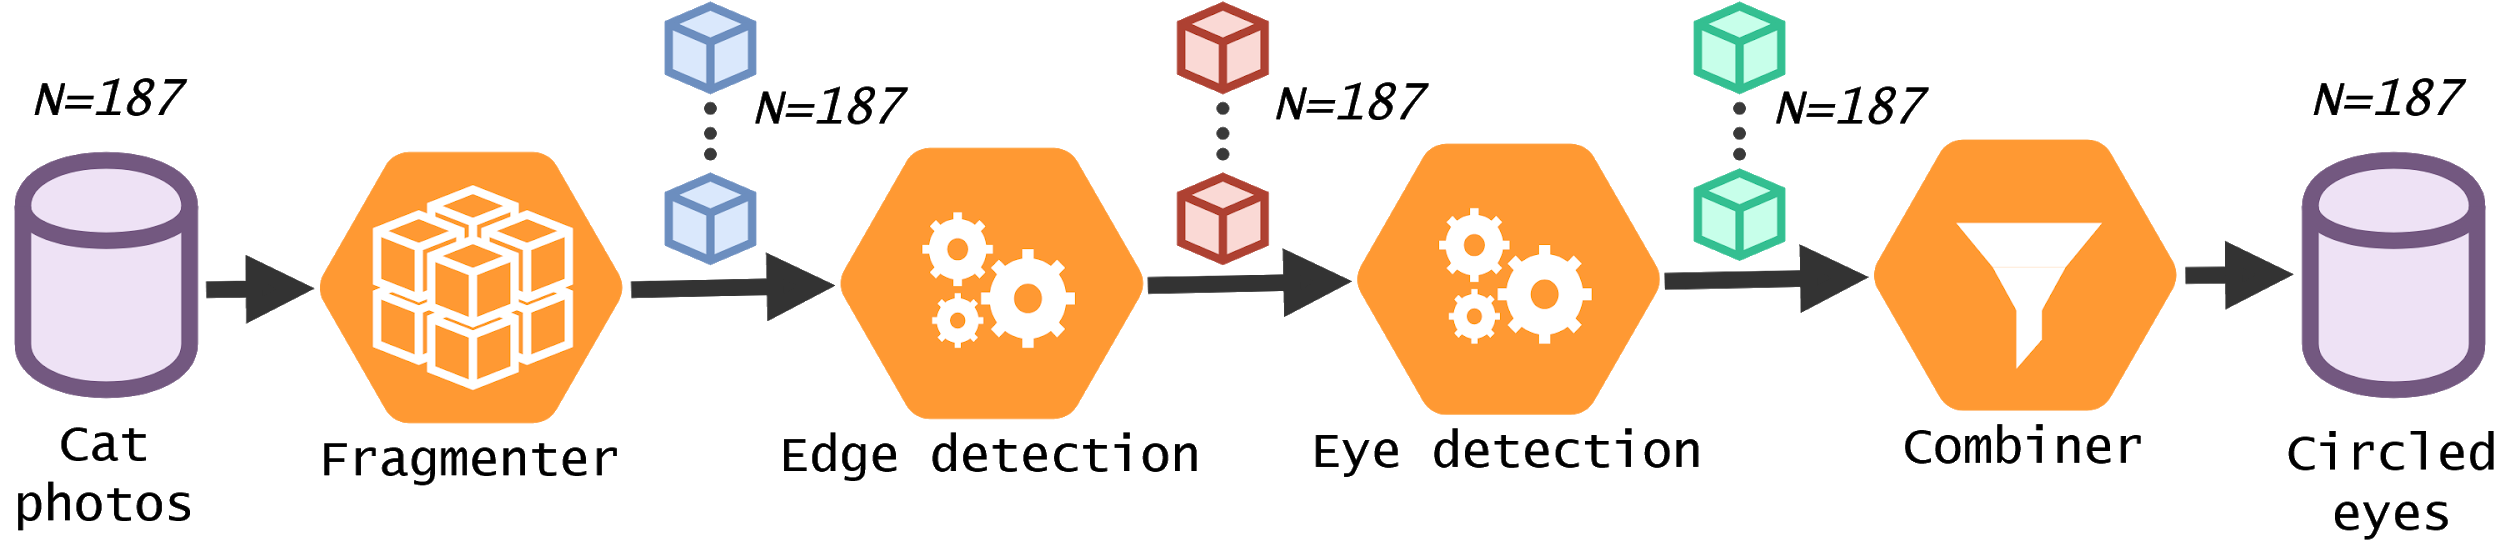 N=187
N=187
N=187
N=187
N=187
Cat
photos
Fragmenter
Edge detection
Eye detection
Combiner
Circled
eyes